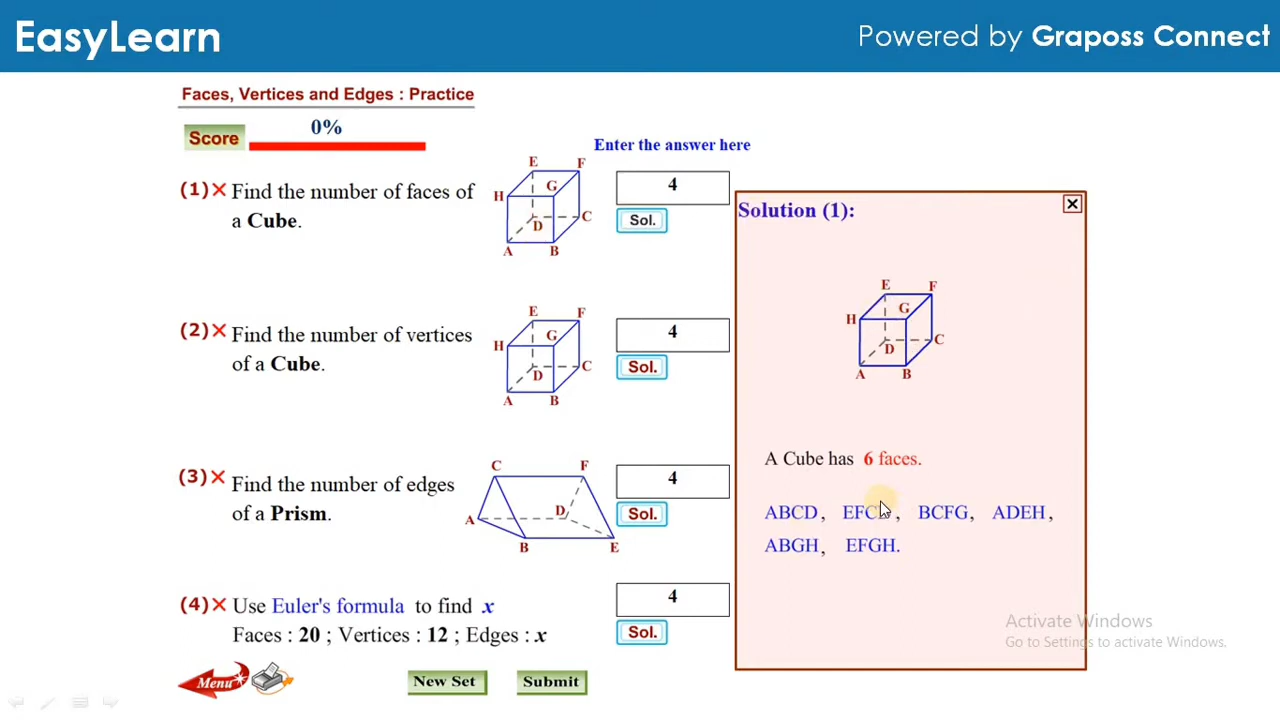 EasyLearn
Powered by Graposs Connect
Faces, Vertices and Edges : Practice
Score
0%
Enter the answer here
(1)✕ Find the number of faces of
a Cube.
E F
H G
D C
A B
4
Sol.
(2)✕ Find the number of vertices
of a Cube.
E F
H G
D C
A B
4
Sol.
(3)✕ Find the number of edges
of a Prism.
C F
A D
B E
4
Sol.
(4)✕ Use Euler's formula to find x
Faces : 20 ; Vertices : 12 ; Edges : x
4
Sol.
Menu
New Set
Submit
Solution (1):
E F
H G
D C
A B
A Cube has 6 faces.
ABCD, EFCD, BCFG, ADEH,
ABGH, EFGH.
Activate Windows
Go to Settings to activate Windows.